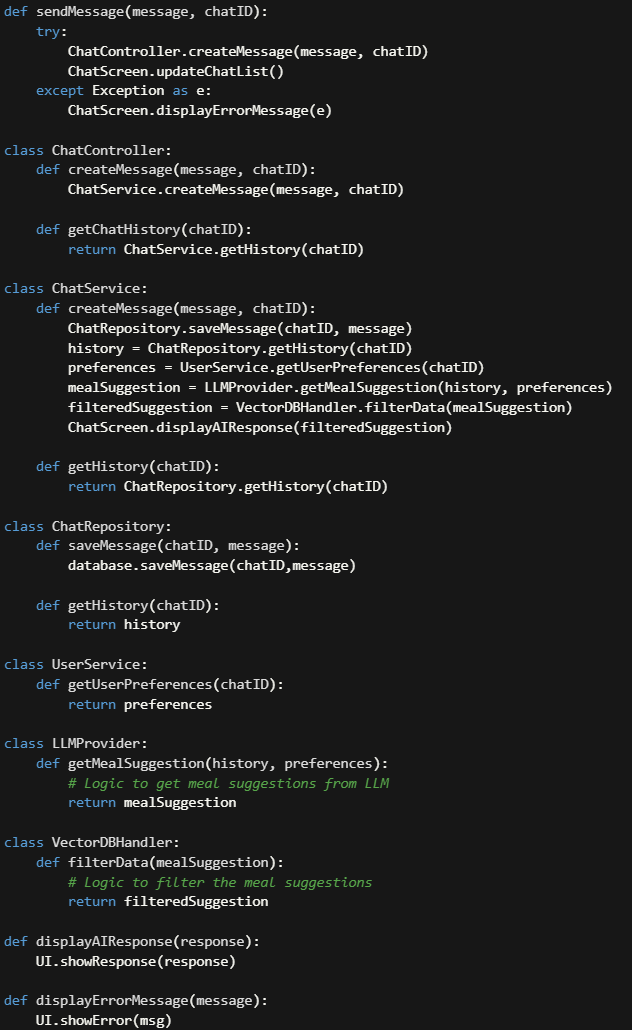 def sendMessage(message, chatID):
    try:
        ChatController.createMessage(message, chatID)
        ChatScreen.updateChatList()
    except Exception as e:
        ChatScreen.displayErrorMessage(e)

class ChatController:
    def createMessage(message, chatID):
        ChatService.createMessage(message, chatID)

    def getChatHistory(chatID):
        return ChatService.getHistory(chatID)

class ChatService:
    def createMessage(message, chatID):
        ChatRepository.saveMessage(chatID, message)
        history = ChatRepository.getHistory(chatID)
        preferences = UserService.getUserPreferences(chatID)
        mealSuggestion = LLMProvider.getMealSuggestion(history, preferences)
        filteredSuggestion = VectorDBHandler.filterData(mealSuggestion)
        ChatScreen.displayAIResponse(filteredSuggestion)

    def getHistory(chatID):
        return ChatRepository.getHistory(chatID)

class ChatRepository:
    def saveMessage(chatID, message):
        database.saveMessage(chatID,message)

    def getHistory(chatID):
        return history

class UserService:
    def getUserPreferences(chatID):
        return preferences

class LLMProvider:
    def getMealSuggestion(history, preferences):
        # Logic to get meal suggestions from LLM
        return mealSuggestion

class VectorDBHandler:
    def filterData(mealSuggestion):
        # Logic to filter the meal suggestions
        return filteredSuggestion

def displayAIResponse(response):
    UI.showResponse(response)

def displayErrorMessage(message):
    UI.showError(msg)